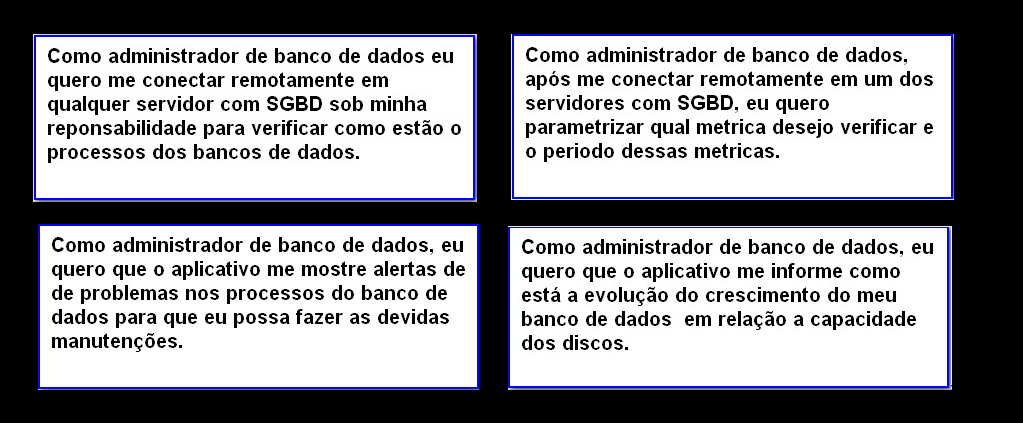 Como administrador de banco de dados eu
quero me conectar remotamente em
qualquer servidor com SGBD sob minha
reponsabilidade para verificar como estão o
processos dos bancos de dados.
Como administrador de banco de dados,
após me conectar remotamente em um dos
servidores com SGBD, eu quero
parametrizar qual metrica desejo verificar e
o periodo dessas metricas.
Como administrador de banco de dados, eu
quero que o aplicativo me mostre alertas de
de problemas nos processos do banco de
dados para que eu possa fazer as devidas
manutenções.
Como administrador de banco de dados, eu
quero que o aplicativo me informe como
está a evolução do crescimento do meu
banco de dados  em relação a capacidade
dos discos.